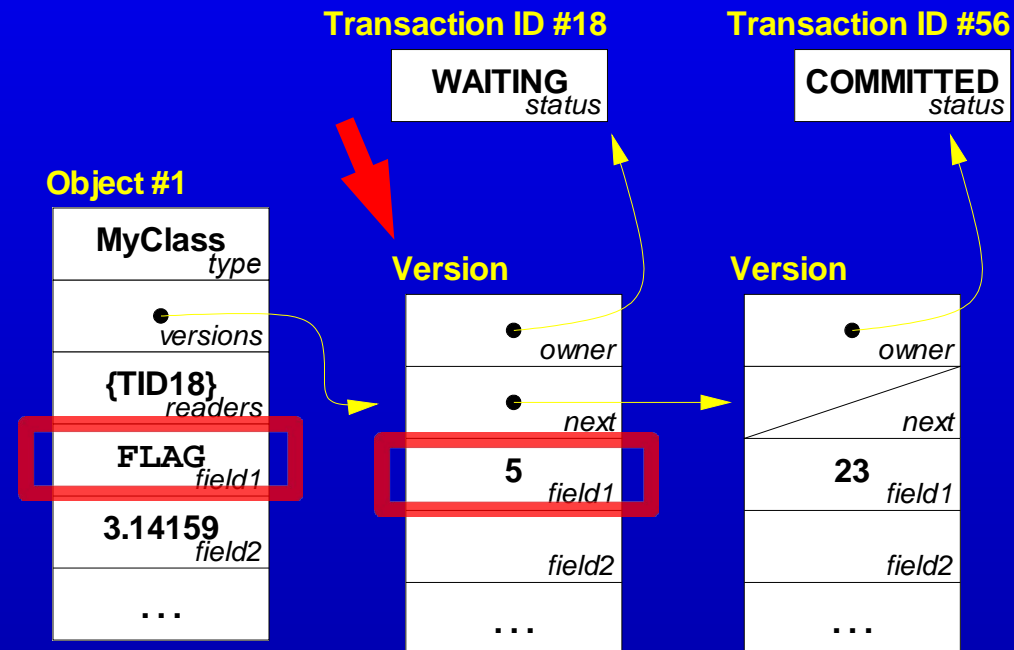 Transaction ID #18
Transaction ID #56
WAITING
status
COMMITTED
status
Object #1
MyClass
type
versions
{TID18}
readers
FLAG
field1
3.14159
field2
...
Version
owner
next
5
field1
field2
...
Version
owner
next
23
field1
field2
...